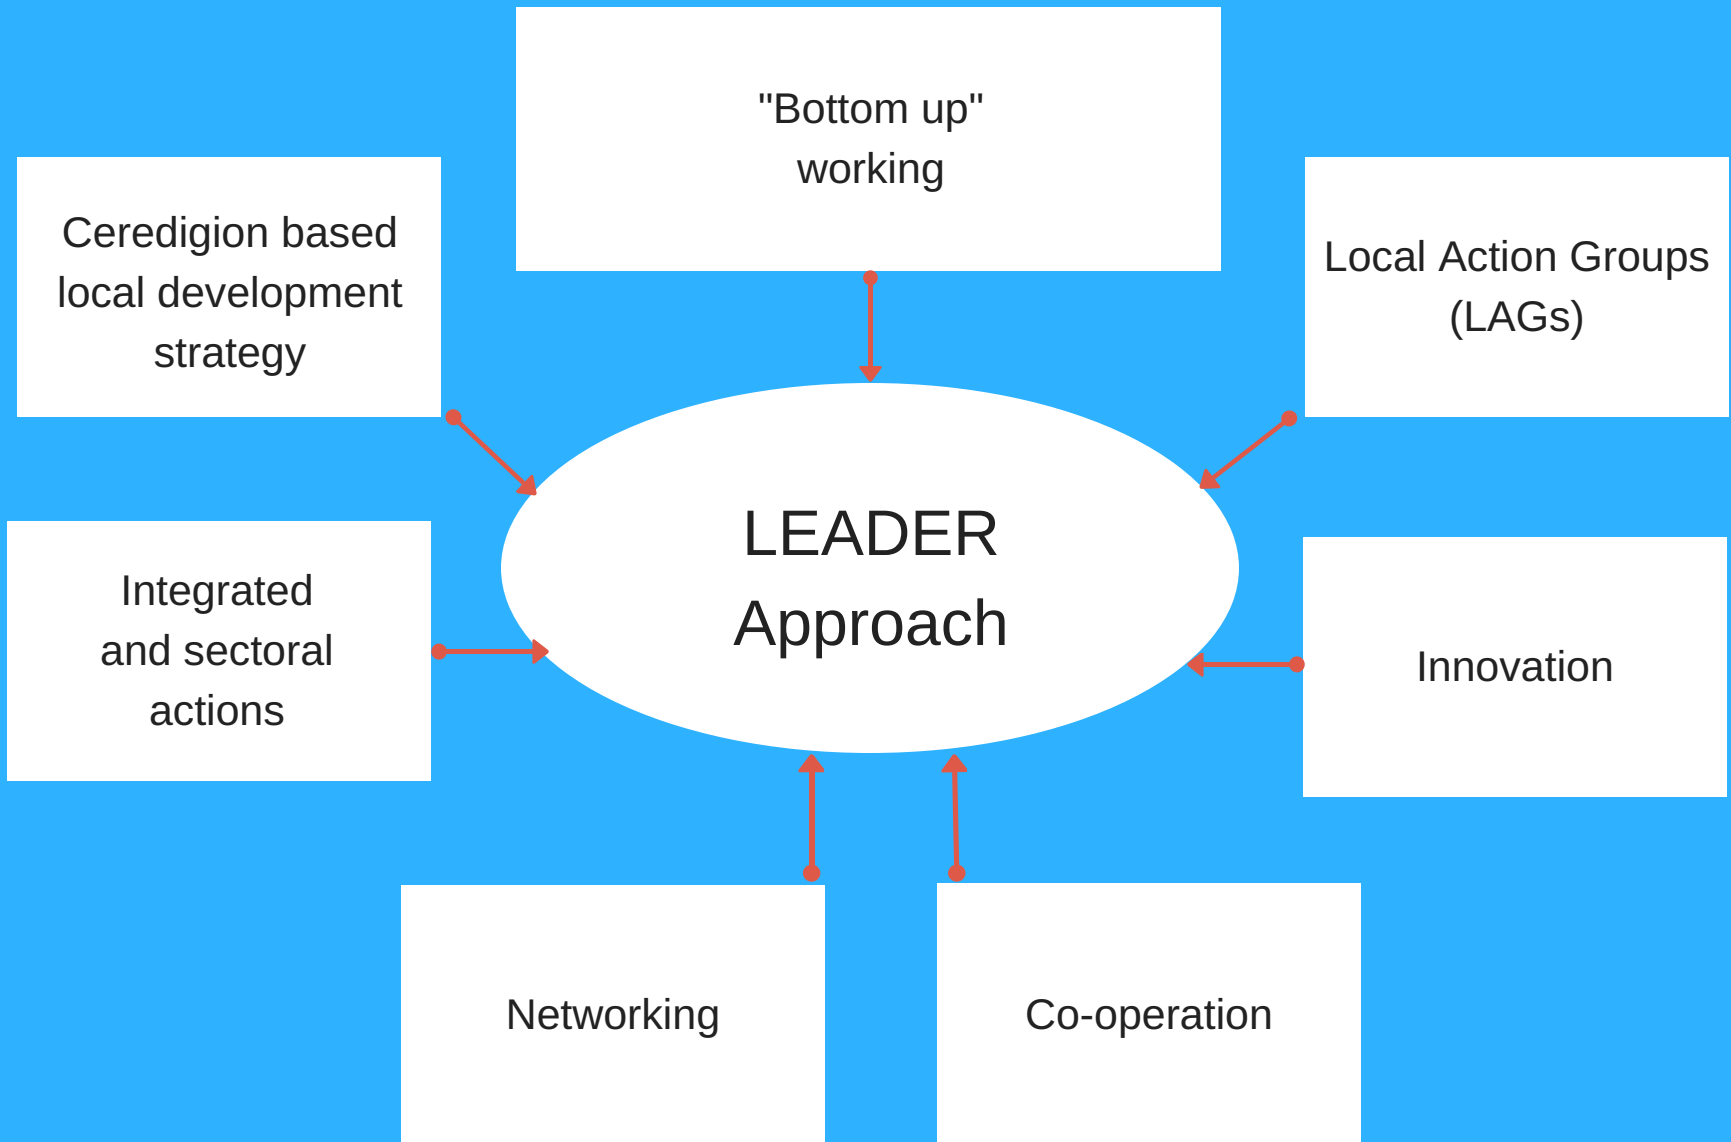 "Bottom up"
working
Ceredigion based
local development
strategy
Local Action Groups
(LAGs)
LEADER
Approach
Integrated
and sectoral
actions
Innovation
Networking
Co-operation